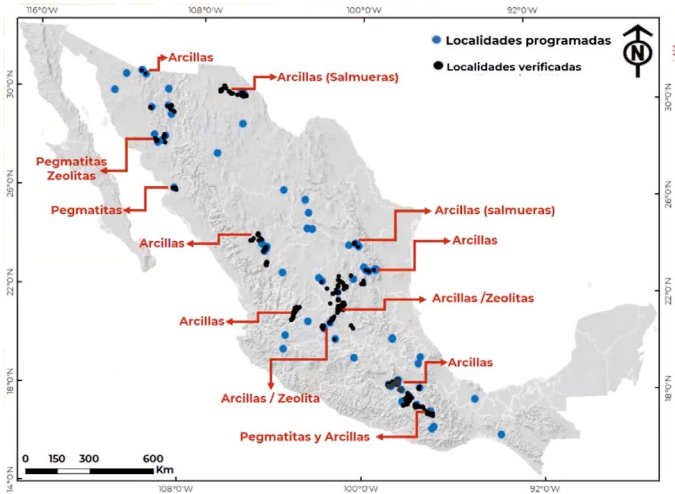 116°0'W 108°0'W 100°0'W 92°0'W
Localidades programadas
Localidades verificadas
N
Arcillas
Arcillas (Salmueras)
30°0'N 30°0'N
Pegmatitas
Zeolitas
26°0'N 26°0'N
Pegmatitas
Arcillas (salmueras)
Arcillas
Arcillas
22°0'N 22°0'N
Arcillas /Zeolitas
Arcillas
Arcillas
18°0'N 18°0'N
Arcillas / Zeolita
Pegmatitas y Arcillas
0 150 300 600
Km
14°0'N
108°0'W 100°0'W 92°0'W